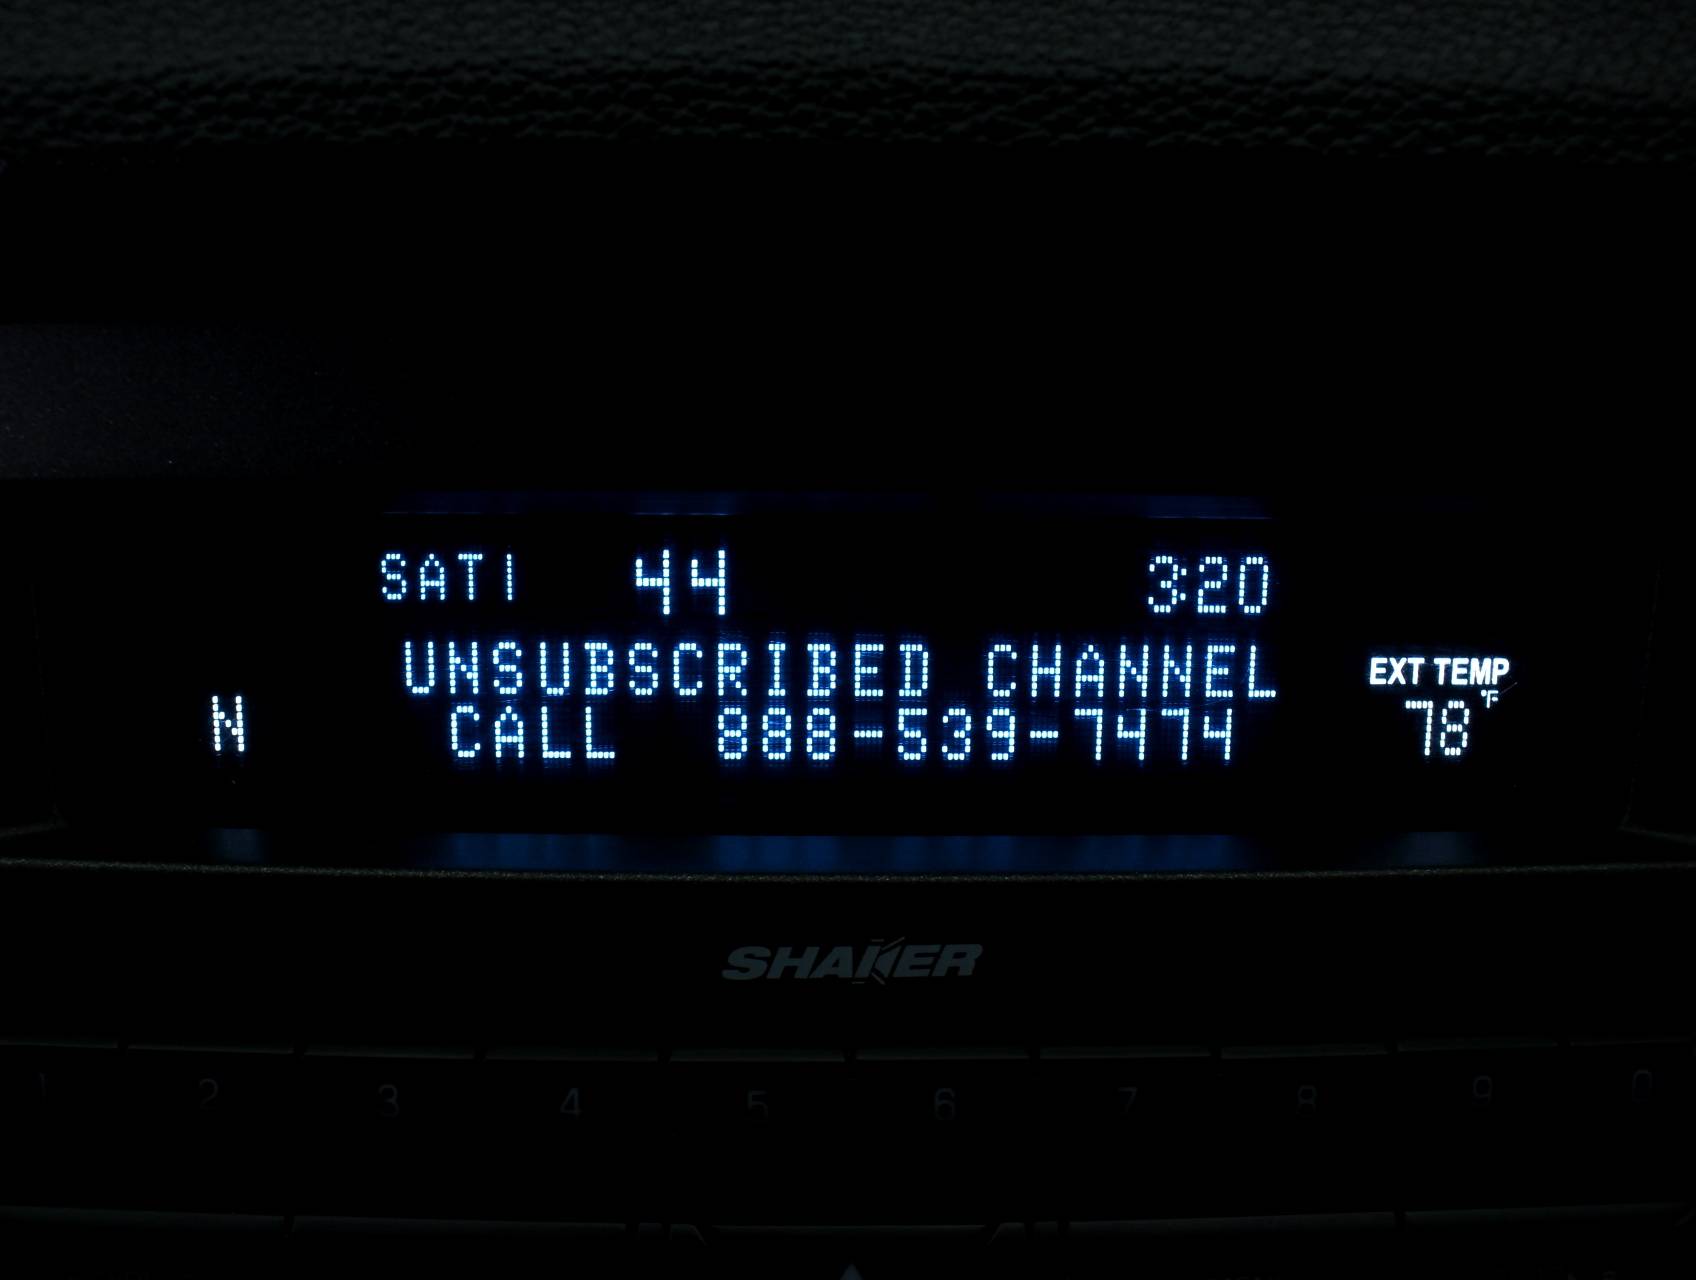 SAT1 44 3:20
UNSUBSCRIBED CHANNEL
CALL 888-539-7474
N
EXT TEMP
78°F
SHAKER
1 2 3 4 5 6 7 8 9 0